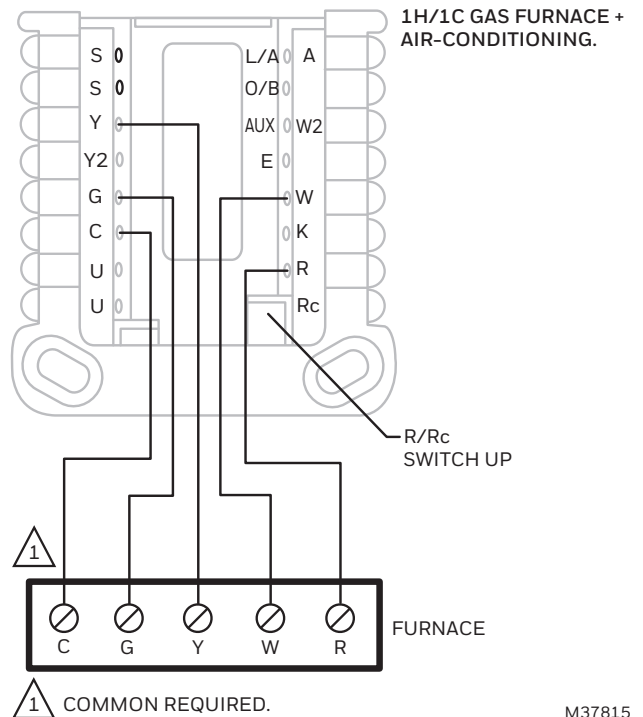 1H/1C GAS FURNACE +
AIR-CONDITIONING.
S L/A A
S O/B
Y AUX W2
Y2 E
G W
C K
U R
U Rc
R/Rc
SWITCH UP
1
C G Y W R
FURNACE
1 COMMON REQUIRED.
M37815